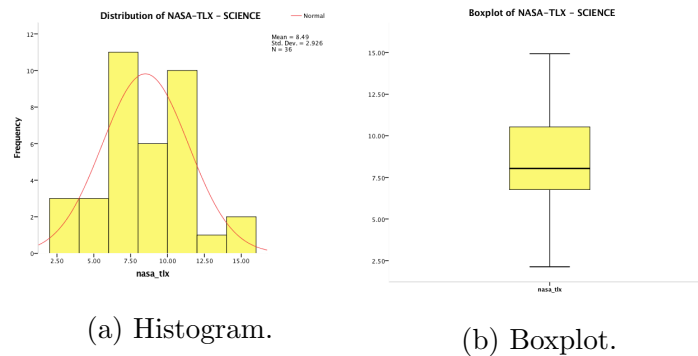 Distribution of NASA-TLX - SCIENCE
Normal
Mean = 8.49
Std. Dev. = 2.926
N = 36
12
10
8
6
4
2
0
Frequency
2.50
5.00
7.50
10.00
12.50
15.00
nasa_tlx
(a) Histogram.
Boxplot of NASA-TLX - SCIENCE
15.00
12.50
10.00
7.50
5.00
2.50
nasa_tlx
(b) Boxplot.